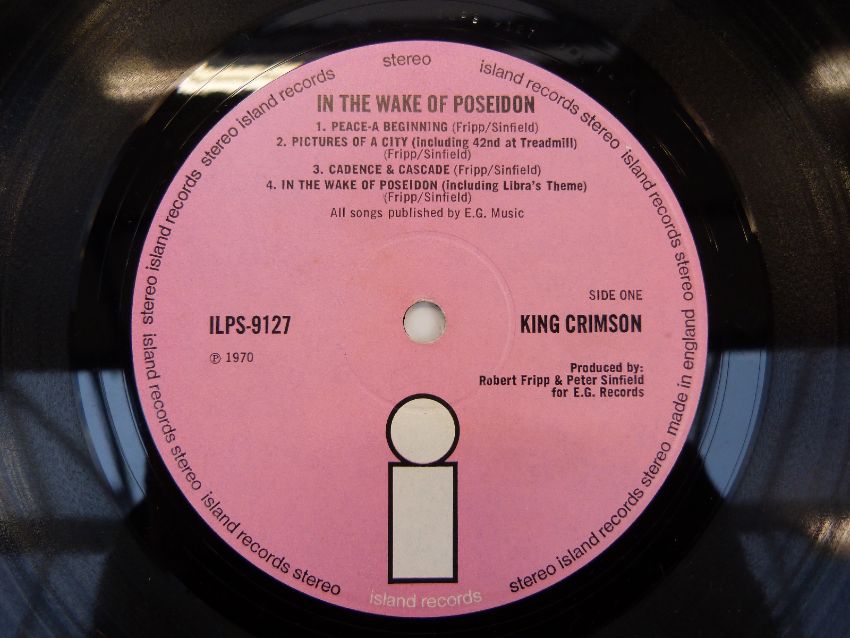 stereo
island records stereo island records stereo made in england
stereo island records stereo island records
island records stereo island records stereo
stereo island records stereo
island records
IN THE WAKE OF POSEIDON
1. PEACE-A BEGINNING (Fripp/Sinfield)
2. PICTURES OF A CITY (including 42nd at Treadmill)
(Fripp/Sinfield)
3. CADENCE & CASCADE (Fripp/Sinfield)
4. IN THE WAKE OF POSEIDON (including Libra's Theme)
(Fripp/Sinfield)
All songs published by E.G. Music
SIDE ONE
ILPS-9127
KING CRIMSON
℗ 1970
Produced by:
Robert Fripp & Peter Sinfield
for E.G. Records